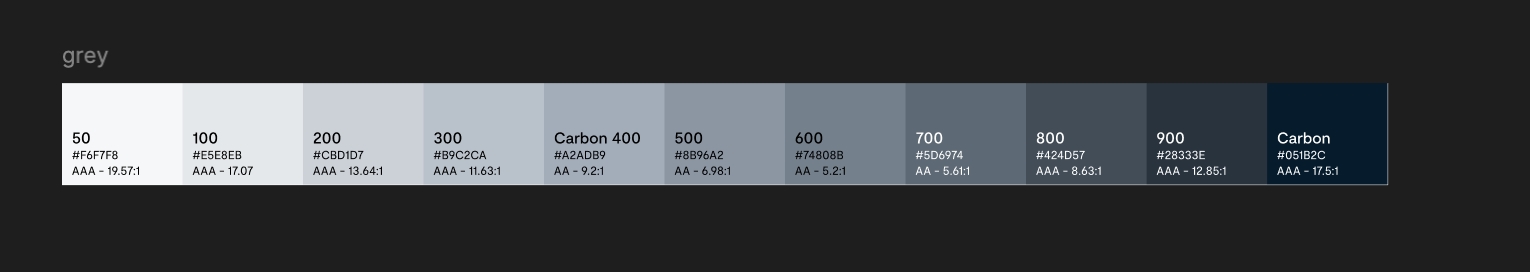 grey
50
#F6F7F8
AAA - 19.57:1
100
#E5E8EB
AAA - 17.07
200
#CBD1D7
AAA - 13.64:1
300
#B9C2CA
AAA - 11.63:1
Carbon 400
#A2ADB9
AA - 9.2:1
500
#8B96A2
AA - 6.98:1
600
#74808B
AA - 5.2:1
700
#5D6974
AA - 5.61:1
800
#424D57
AAA - 8.63:1
900
#28333E
AAA - 12.85:1
Carbon
#051B2C
AAA - 17.5:1